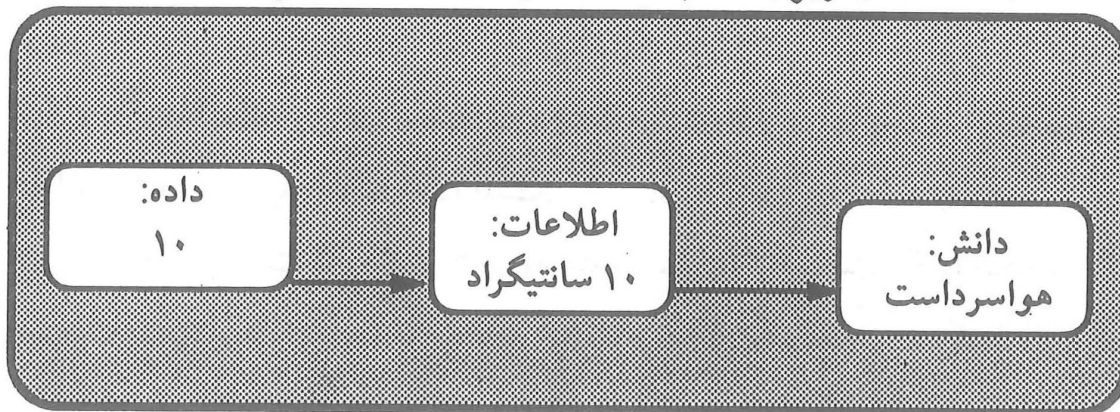 داده:
۱۰
اطلاعات:
۱۰ سانتیگراد
دانش:
هوا سرد است